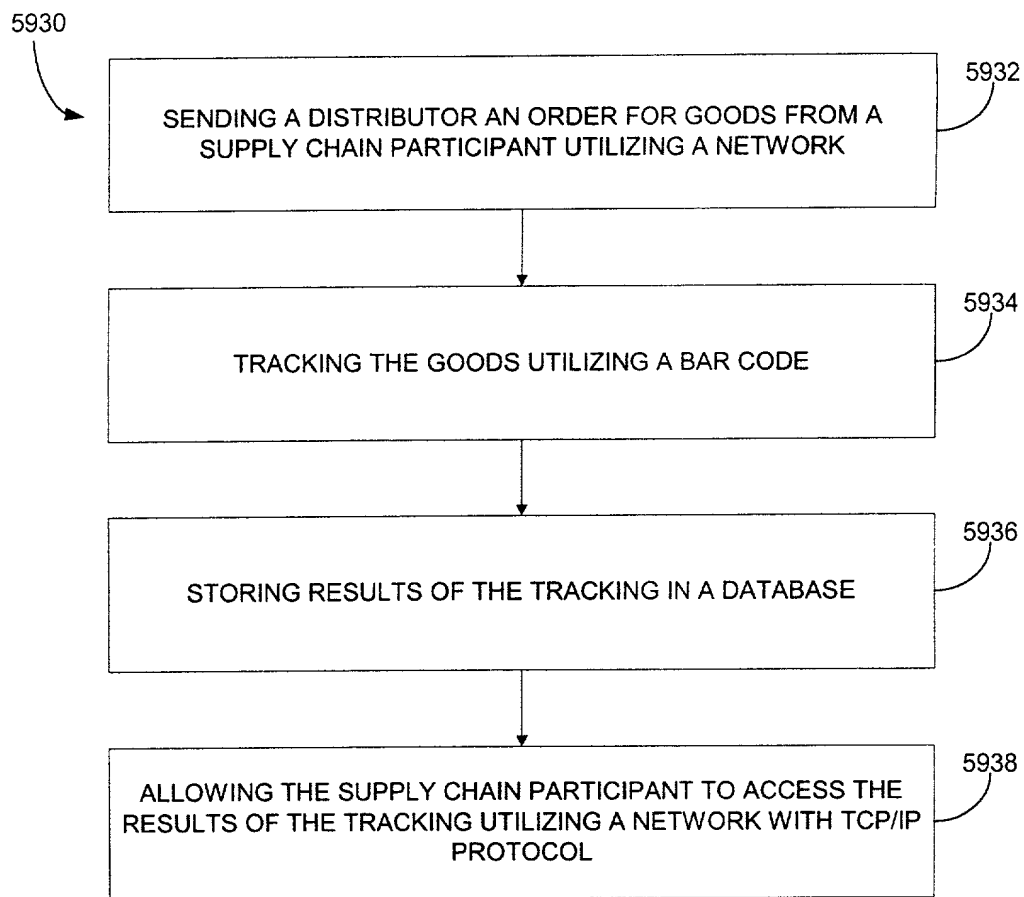 5930
5932
SENDING A DISTRIBUTOR AN ORDER FOR GOODS FROM A
SUPPLY CHAIN PARTICIPANT UTILIZING A NETWORK
5934
TRACKING THE GOODS UTILIZING A BAR CODE
5936
STORING RESULTS OF THE TRACKING IN A DATABASE
5938
ALLOWING THE SUPPLY CHAIN PARTICIPANT TO ACCESS THE
RESULTS OF THE TRACKING UTILIZING A NETWORK WITH TCP/IP
PROTOCOL